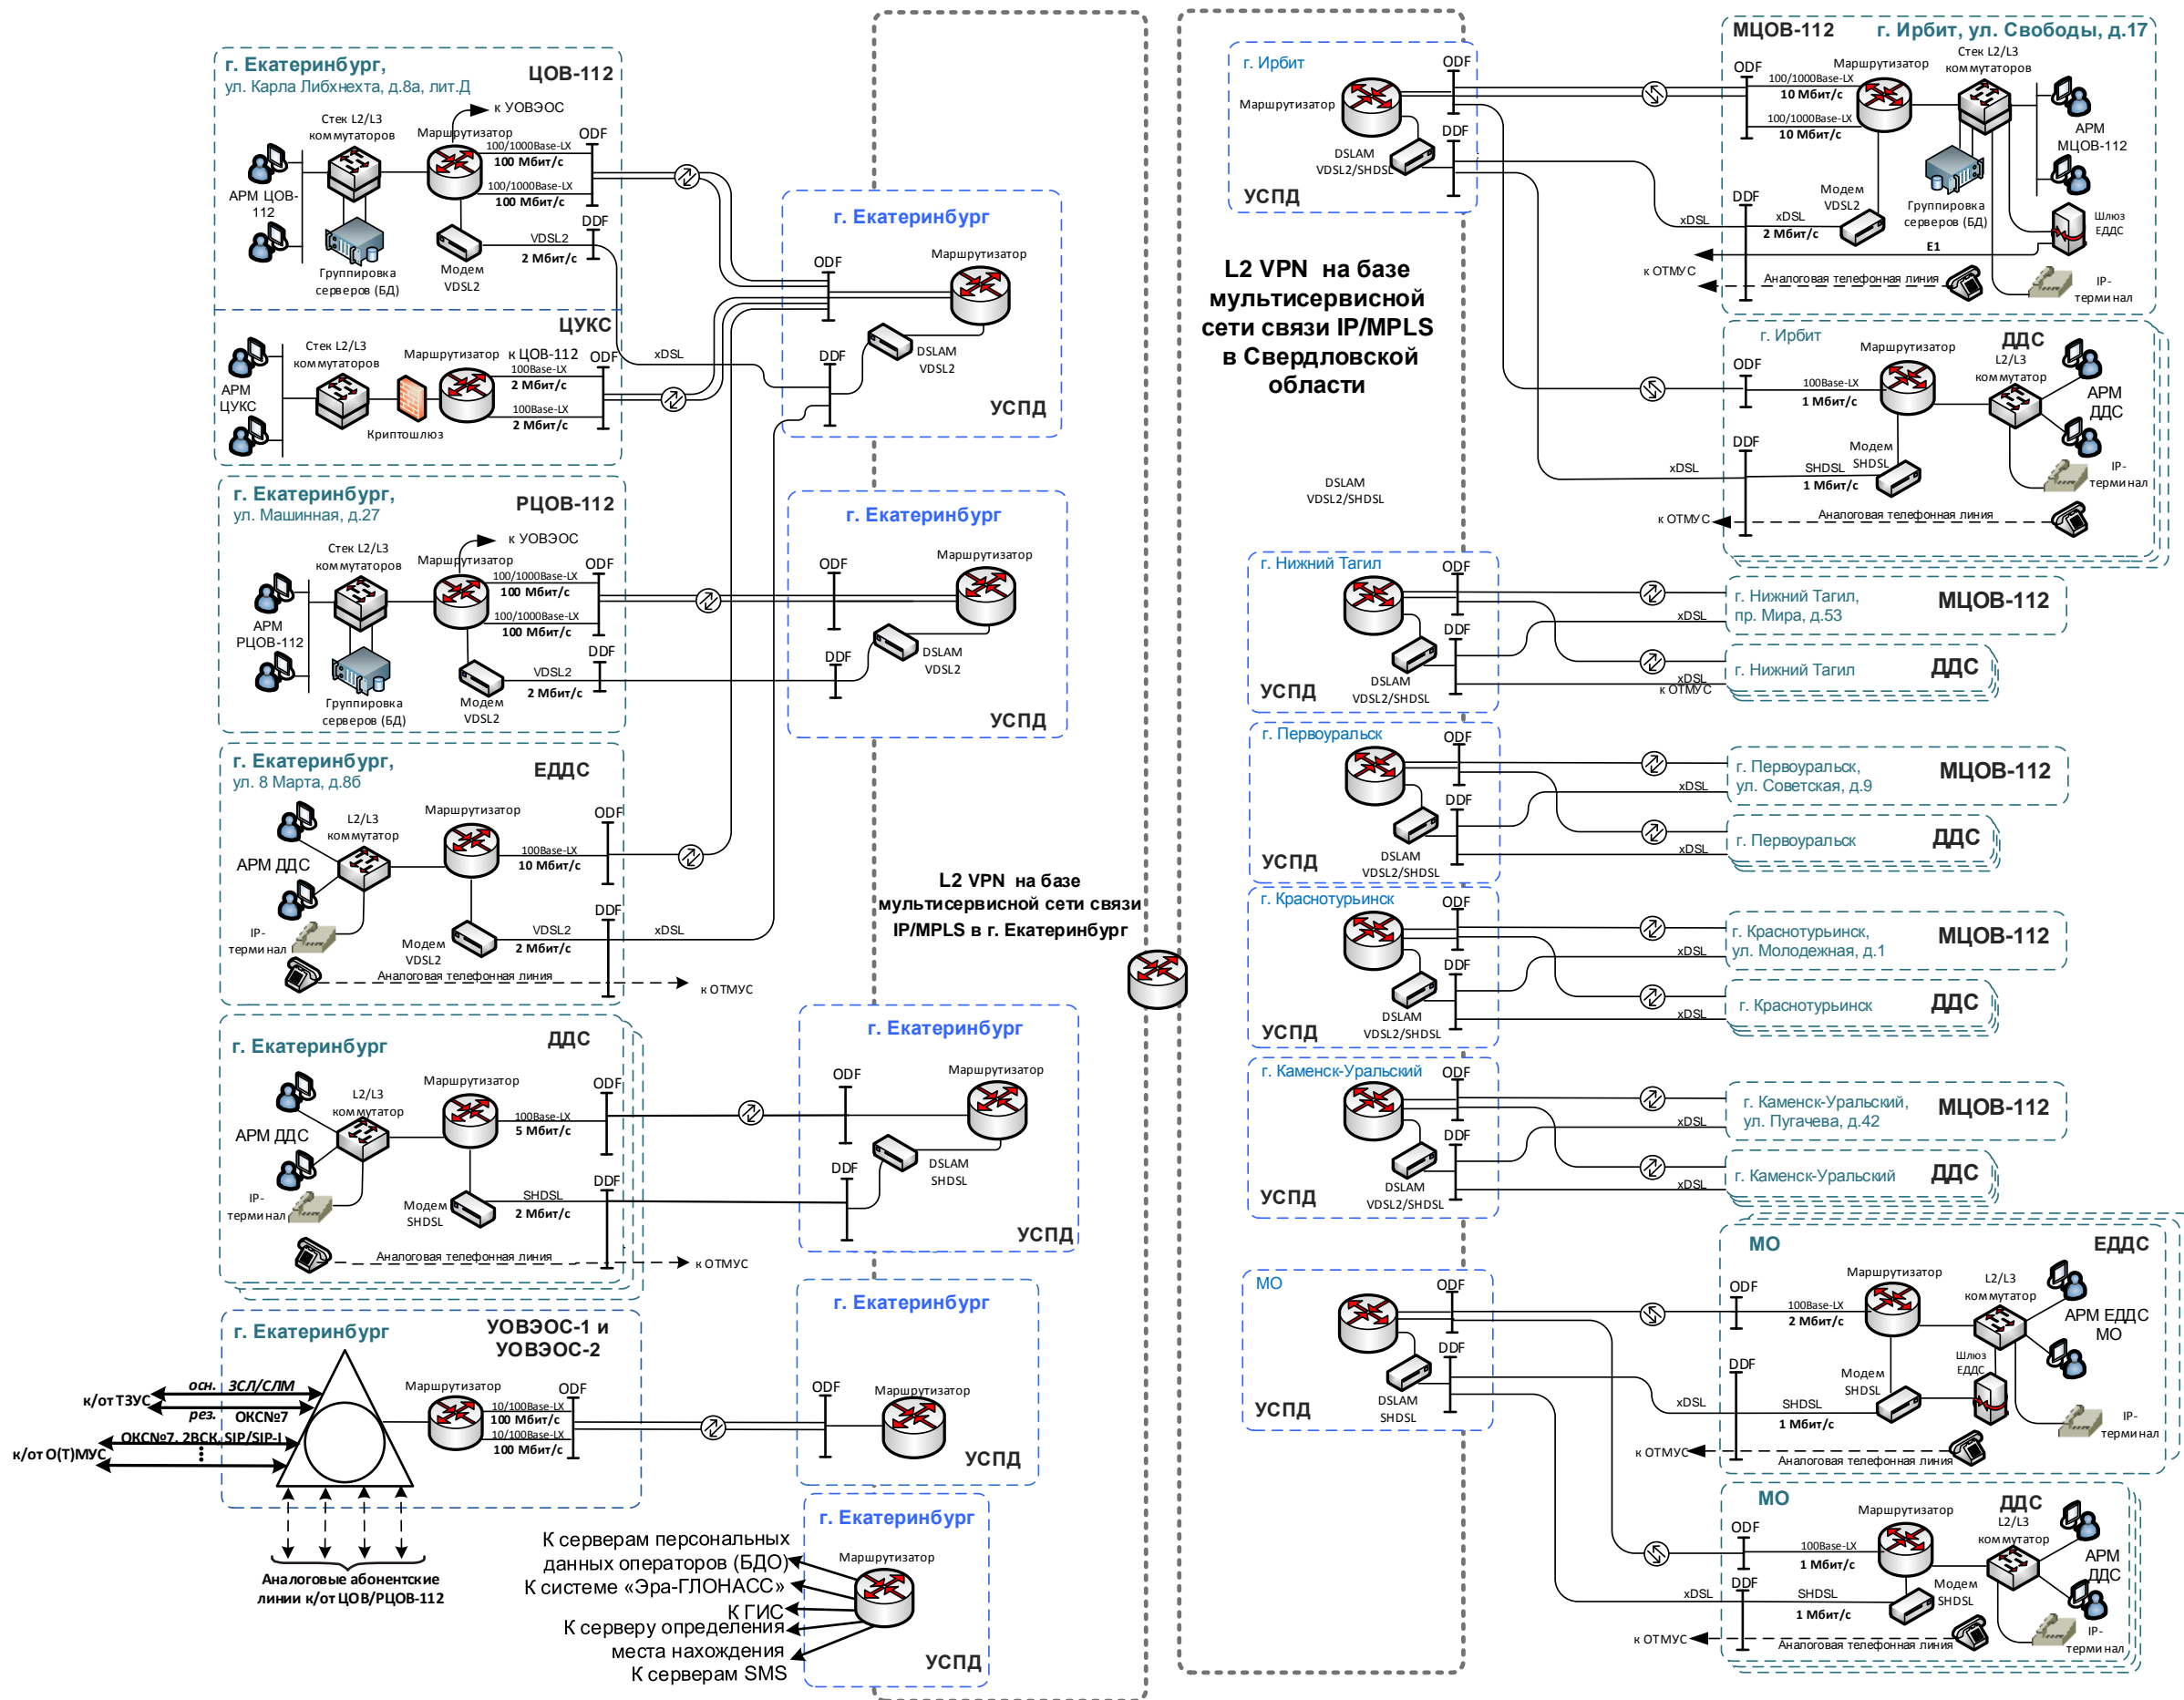 г. Екатеринбург,
ул. Карла Либхнехта, д.8а, лит.Д
ЦОВ-112
к УОВЭОС
Стек L2/L3
коммутаторов
Маршрутизатор
ODF
100/1000Base-LX
100 Мбит/с
100/1000Base-LX
100 Мбит/с
АРМ ЦОВ-
112
DDF
VDSL2
2 Мбит/с
Группировка
серверов (БД)
Модем
VDSL2
ЦУКС
Стек L2/L3
коммутаторов
Маршрутизатор
к ЦОВ-112
ODF
100Base-LX
2 Мбит/с
100Base-LX
2 Мбит/с
АРМ
ЦУКС
Криптошлюз
xDSL
г. Екатеринбург
ODF
Маршрутизатор
DDF
DSLAM
VDSL2
УСПД
г. Екатеринбург,
ул. Машинная, д.27
РЦОВ-112
к УОВЭОС
Стек L2/L3
коммутаторов
Маршрутизатор
ODF
100/1000Base-LX
100 Мбит/с
100/1000Base-LX
100 Мбит/с
АРМ
РЦОВ-112
DDF
VDSL2
2 Мбит/с
Группировка
серверов (БД)
Модем
VDSL2
г. Екатеринбург
ODF
Маршрутизатор
DDF
DSLAM
VDSL2
УСПД
г. Екатеринбург,
ул. 8 Марта, д.8б
ЕДДС
L2/L3
коммутатор
Маршрутизатор
ODF
100Base-LX
10 Мбит/с
АРМ ДДС
DDF
IP-
терминал
Модем
VDSL2
VDSL2
2 Мбит/с
xDSL
Аналоговая телефонная линия
к ОТМУС
L2 VPN на базе
мультисервисной сети связи
IP/MPLS в г. Екатеринбург
г. Екатеринбург
ДДС
L2/L3
коммутатор
Маршрутизатор
ODF
100Base-LX
5 Мбит/с
АРМ ДДС
DDF
IP-
терминал
Модем
SHDSL
SHDSL
2 Мбит/с
Аналоговая телефонная линия
к ОТМУС
г. Екатеринбург
ODF
Маршрутизатор
DDF
DSLAM
SHDSL
УСПД
г. Екатеринбург
УОВЭОС-1 и
УОВЭОС-2
к/от ТЗУС
осн. ЗСЛ/СЛМ
рез. ОКС№7
ОКС№7, 2ВСК, SIP/SIP-I
к/от О(Т)МУС
Маршрутизатор
ODF
10/100Base-LX
100 Мбит/с
10/100Base-LX
100 Мбит/с
Аналоговые абонентские
линии к/от ЦОВ/РЦОВ-112
г. Екатеринбург
ODF
Маршрутизатор
УСПД
г. Екатеринбург
Маршрутизатор
К серверам персональных
данных операторов (БДО)
К системе «Эра-ГЛОНАСС»
К ГИС
К серверу определения
места нахождения
К серверам SMS
УСПД
г. Ирбит
ODF
Маршрутизатор
DDF
DSLAM
VDSL2/SHDSL
УСПД
L2 VPN на базе
мультисервисной
сети связи IP/MPLS
в Свердловской
области
DSLAM
VDSL2/SHDSL
МЦОВ-112
г. Ирбит, ул. Свободы, д.17
Стек L2/L3
коммутаторов
ODF
Маршрутизатор
100/1000Base-LX
10 Мбит/с
100/1000Base-LX
10 Мбит/с
АРМ
МЦОВ-112
DDF
Модем
VDSL2
xDSL
xDSL
2 Мбит/с
Группировка
серверов (БД)
Шлюз
ЕДДС
E1
к ОТМУС
Аналоговая телефонная линия
IP-
терминал
г. Ирбит
ДДС
ODF
Маршрутизатор
L2/L3
коммутатор
100Base-LX
1 Мбит/с
АРМ
ДДС
DDF
Модем
SHDSL
xDSL
SHDSL
1 Мбит/с
IP-
терминал
к ОТМУС
Аналоговая телефонная линия
г. Нижний Тагил
ODF
DDF
DSLAM
VDSL2/SHDSL
УСПД
г. Нижний Тагил,
пр. Мира, д.53
МЦОВ-112
xDSL
г. Нижний Тагил
ДДС
xDSL
к ОТМУС
г. Первоуральск
ODF
DDF
DSLAM
VDSL2/SHDSL
УСПД
г. Первоуральск,
ул. Советская, д.9
МЦОВ-112
xDSL
г. Первоуральск
ДДС
xDSL
г. Краснотурьинск
ODF
DDF
DSLAM
VDSL2/SHDSL
УСПД
г. Краснотурьинск,
ул. Молодежная, д.1
МЦОВ-112
xDSL
г. Краснотурьинск
ДДС
xDSL
г. Каменск-Уральский
ODF
DDF
DSLAM
VDSL2/SHDSL
УСПД
г. Каменск-Уральский,
ул. Пугачева, д.42
МЦОВ-112
xDSL
г. Каменск-Уральский
ДДС
xDSL
МО
ODF
DDF
DSLAM
SHDSL
УСПД
МО
ЕДДС
Маршрутизатор
L2/L3
коммутатор
ODF
100Base-LX
2 Мбит/с
АРМ ЕДДС
МО
DDF
Модем
SHDSL
Шлюз
ЕДДС
xDSL
SHDSL
1 Мбит/с
IP-
терминал
к ОТМУС
Аналоговая телефонная линия
МО
ДДС
Маршрутизатор
L2/L3
коммутатор
ODF
100Base-LX
1 Мбит/с
АРМ
ДДС
DDF
Модем
SHDSL
xDSL
SHDSL
1 Мбит/с
IP-
терминал
к ОТМУС
Аналоговая телефонная линия